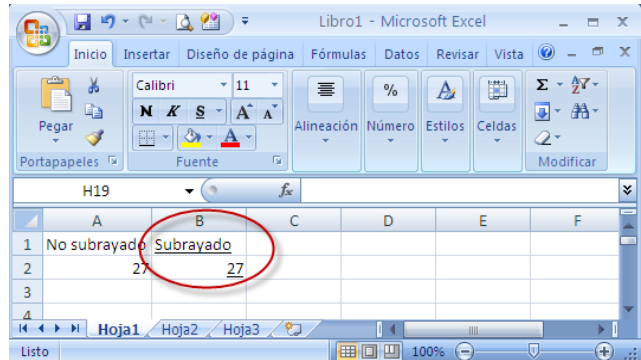 Libro1 - Microsoft Excel
Inicio Insertar Diseño de página Fórmulas Datos Revisar Vista
Pegar
Calibri 11
N K S A A
A
Alineación
% Número
A Estilos
Celdas
Σ
A Z
Portapapeles Fuente Modificar
H19 fx
A B C D E F
1 No subrayado Subrayado
2 27 27
3
4
Hoja1 Hoja2 Hoja3
Listo 100%